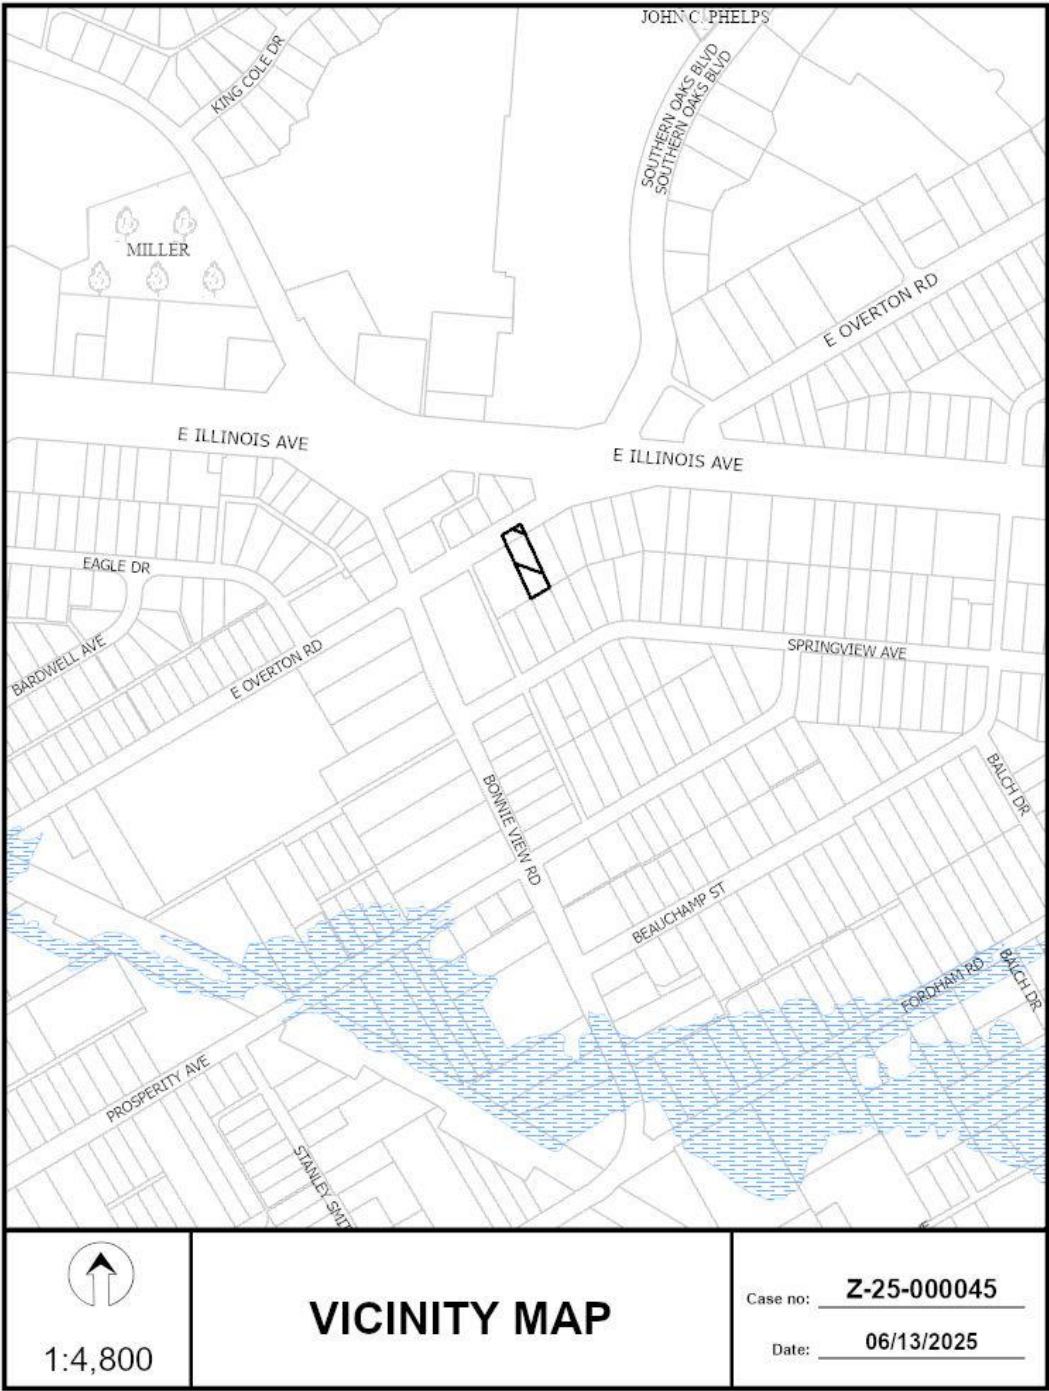 JOHN C. PHELPS
KING COLE DR
SOUTHERN OAKS BLVD
SOUTHERN OAKS BLVD
MILLER
E OVERTON RD
E ILLINOIS AVE
E ILLINOIS AVE
EAGLE DR
BARDWELL AVE
E OVERTON RD
SPRINGVIEW AVE
BONNIE VIEW RD
BALCH DR
BEAUCHAMP ST
FORDHAM RD
BALCH DR
PROSPERITY AVE
STANLEY SMIT
1:4,800
VICINITY MAP
Case no: Z-25-000045
Date: 06/13/2025